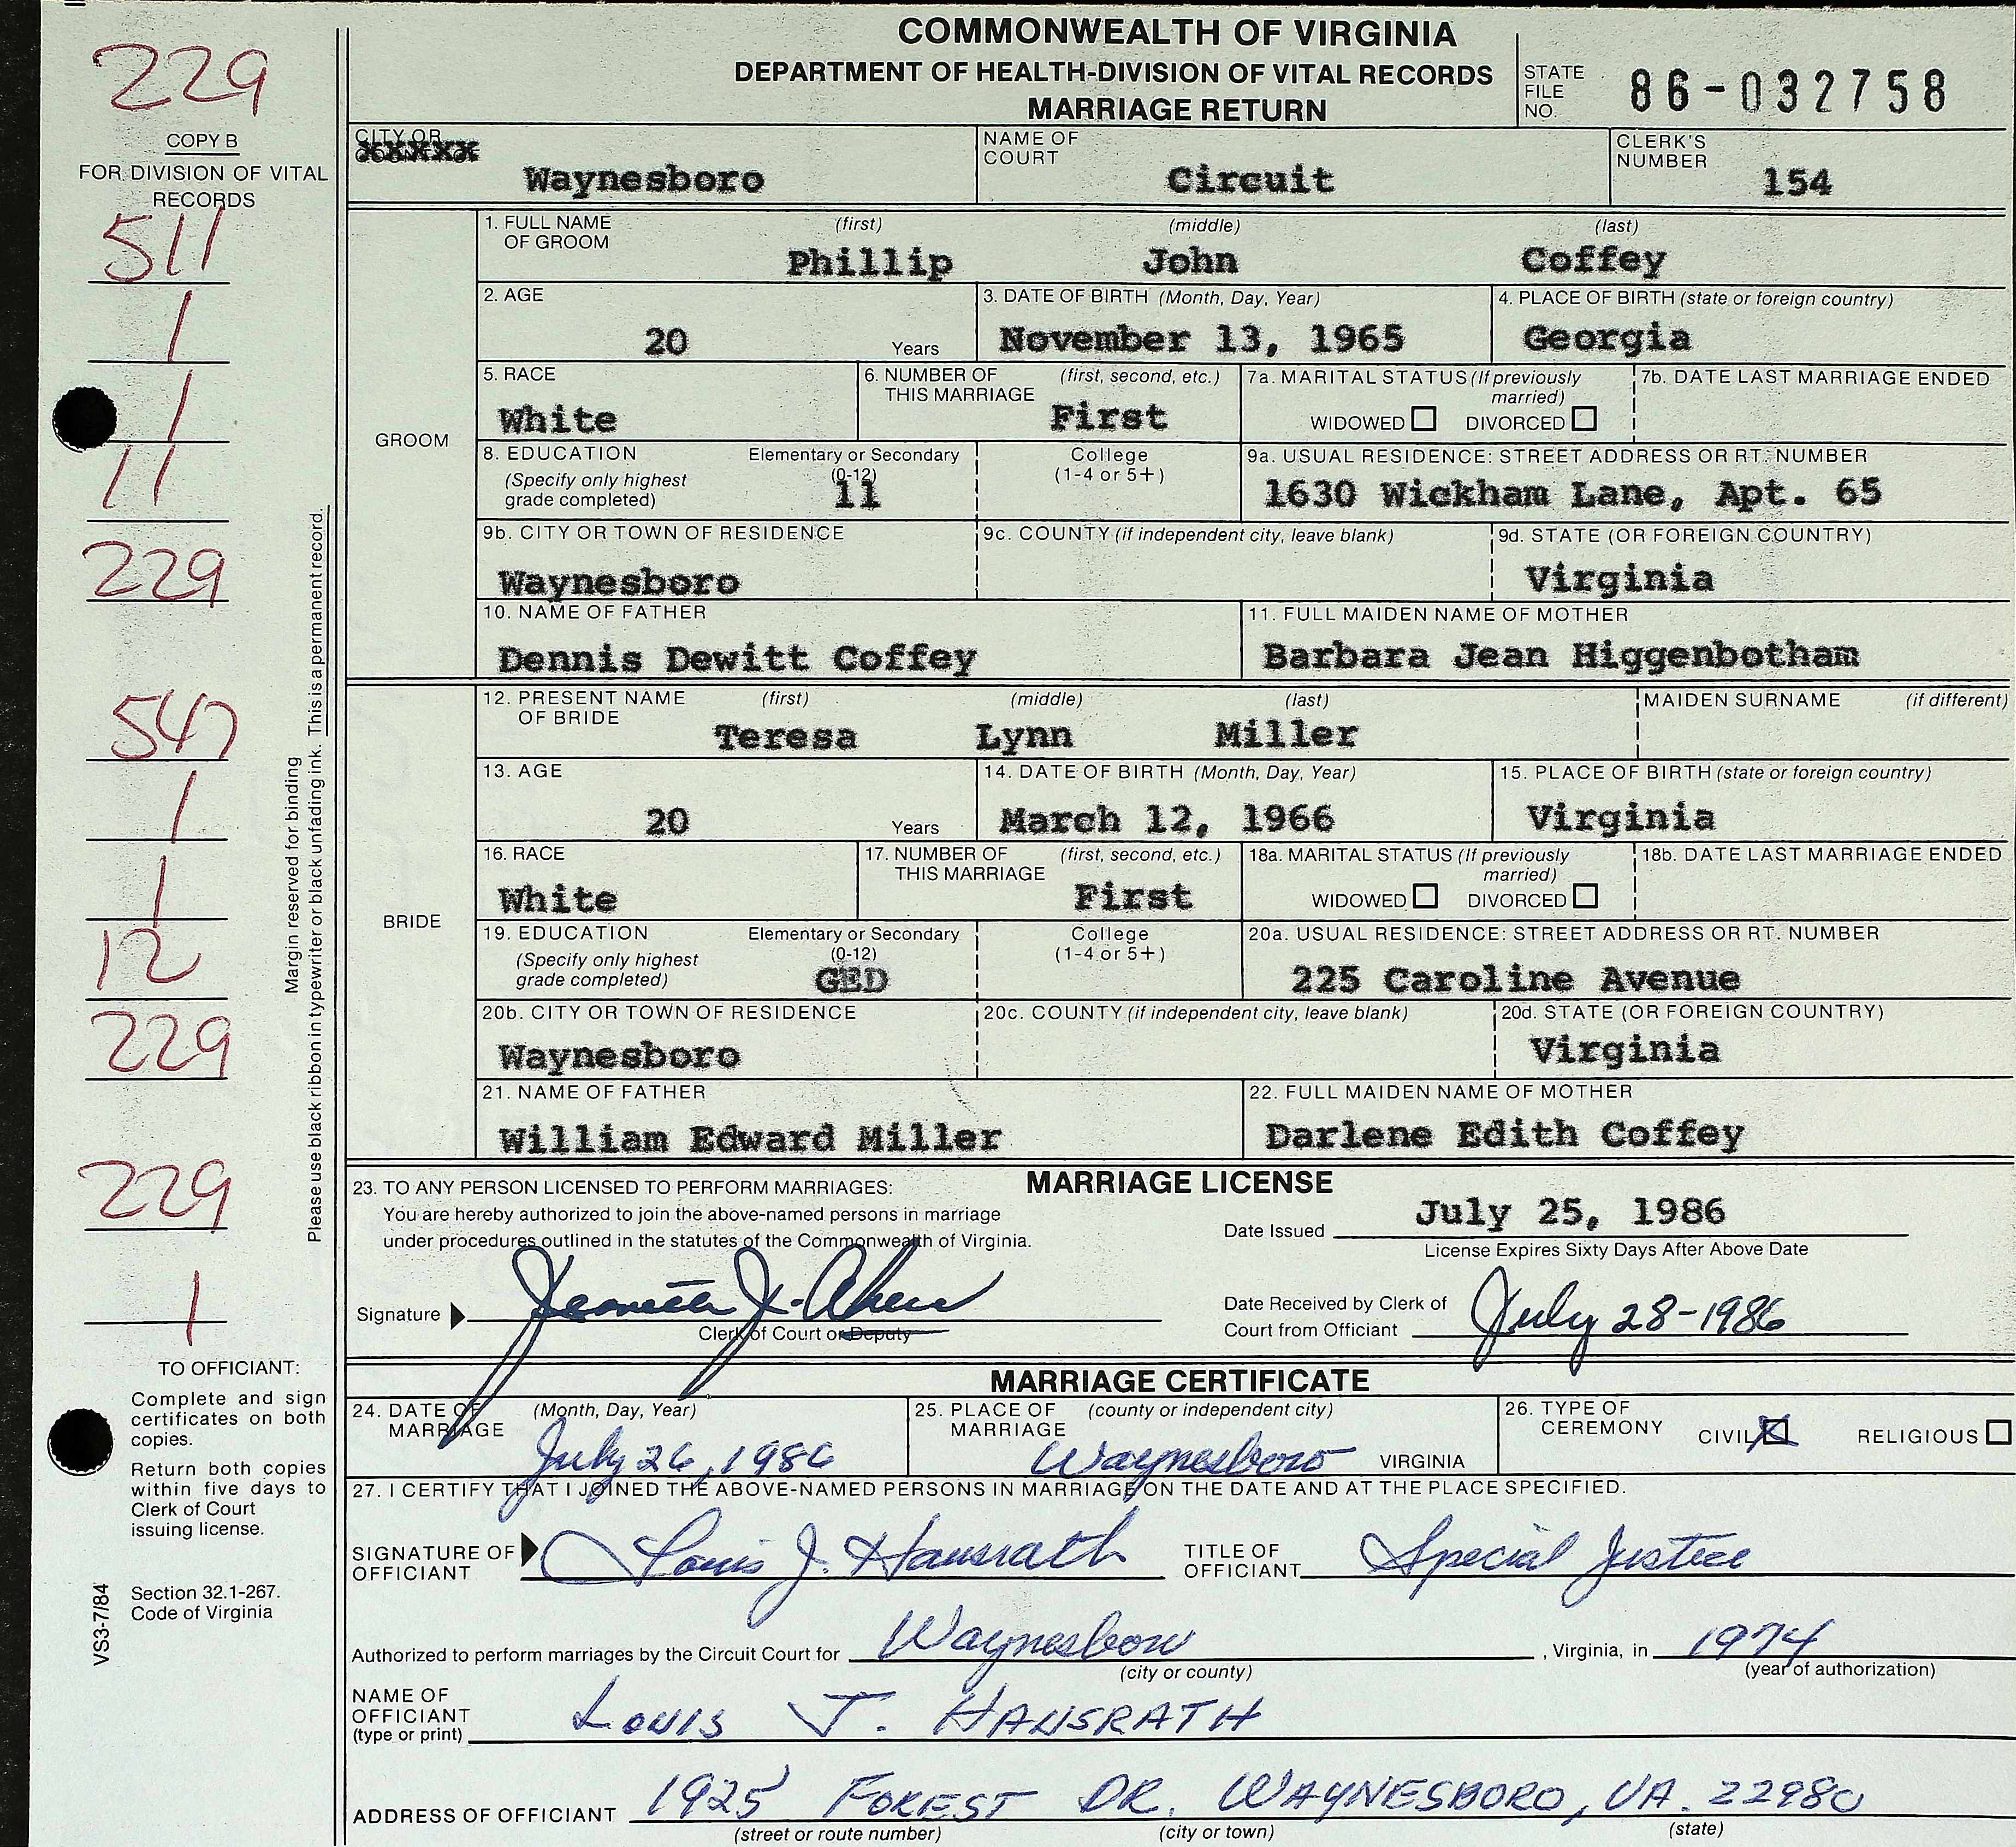 COMMONWEALTH OF VIRGINIA
DEPARTMENT OF HEALTH-DIVISION OF VITAL RECORDS
MARRIAGE RETURN
STATE FILE NO. 86-032758
229
COPY B
FOR DIVISION OF VITAL RECORDS
511
1
1
11
229
547
1
1
12
229
229
1
Margin reserved for binding
Please use black ribbon in typewriter or black unfading ink. This is a permanent record.
TO OFFICIANT:
Complete and sign
certificates on both
copies.
Return both copies
within five days to
Clerk of Court
issuing license.
Section 32.1-267.
Code of Virginia
VS3-7/84
CITY OR
Waynesboro
NAME OF COURT Circuit
CLERK'S NUMBER 154
GROOM
1. FULL NAME OF GROOM (first) (middle) (last)
Phillip John Coffey
2. AGE 20 Years
3. DATE OF BIRTH (Month, Day, Year) November 13, 1965
4. PLACE OF BIRTH (state or foreign country) Georgia
5. RACE White
6. NUMBER OF THIS MARRIAGE (first, second, etc.) First
7a. MARITAL STATUS (If previously married) WIDOWED DIVORCED
7b. DATE LAST MARRIAGE ENDED
8. EDUCATION (Specify only highest grade completed) Elementary or Secondary (0-12) 11
College (1-4 or 5+)
9a. USUAL RESIDENCE: STREET ADDRESS OR RT. NUMBER
1630 Wickham Lane, Apt. 65
9b. CITY OR TOWN OF RESIDENCE Waynesboro
9c. COUNTY (if independent city, leave blank)
9d. STATE (OR FOREIGN COUNTRY) Virginia
10. NAME OF FATHER Dennis Dewitt Coffey
11. FULL MAIDEN NAME OF MOTHER Barbara Jean Higgenbotham
BRIDE
12. PRESENT NAME OF BRIDE (first) (middle) (last)
Teresa Lynn Miller
MAIDEN SURNAME (if different)
13. AGE 20 Years
14. DATE OF BIRTH (Month, Day, Year) March 12, 1966
15. PLACE OF BIRTH (state or foreign country) Virginia
16. RACE White
17. NUMBER OF THIS MARRIAGE (first, second, etc.) First
18a. MARITAL STATUS (If previously married) WIDOWED DIVORCED
18b. DATE LAST MARRIAGE ENDED
19. EDUCATION (Specify only highest grade completed) Elementary or Secondary (0-12) GED
College (1-4 or 5+)
20a. USUAL RESIDENCE: STREET ADDRESS OR RT. NUMBER
225 Caroline Avenue
20b. CITY OR TOWN OF RESIDENCE Waynesboro
20c. COUNTY (if independent city, leave blank)
20d. STATE (OR FOREIGN COUNTRY) Virginia
21. NAME OF FATHER William Edward Miller
22. FULL MAIDEN NAME OF MOTHER Darlene Edith Coffey
MARRIAGE LICENSE
23. TO ANY PERSON LICENSED TO PERFORM MARRIAGES:
You are hereby authorized to join the above-named persons in marriage
under procedures outlined in the statutes of the Commonwealth of Virginia.
Date Issued July 25, 1986
License Expires Sixty Days After Above Date
Signature
Clerk of Court or Deputy
Date Received by Clerk of Court from Officiant July 28-1986
MARRIAGE CERTIFICATE
24. DATE OF MARRIAGE (Month, Day, Year) July 26, 1986
25. PLACE OF MARRIAGE (county or independent city) Waynesboro VIRGINIA
26. TYPE OF CEREMONY CIVIL X RELIGIOUS
27. I CERTIFY THAT I JOINED THE ABOVE-NAMED PERSONS IN MARRIAGE ON THE DATE AND AT THE PLACE SPECIFIED.
SIGNATURE OF OFFICIANT Louis J. Hausrath
TITLE OF OFFICIANT Special Justice
Authorized to perform marriages by the Circuit Court for Waynesboro, Virginia, in 1974
(city or county) (year of authorization)
NAME OF OFFICIANT (type or print) LOUIS J. HAUSRATH
ADDRESS OF OFFICIANT 1925 FOREST DR. WAYNESBORO, VA. 22980
(street or route number) (city or town) (state)